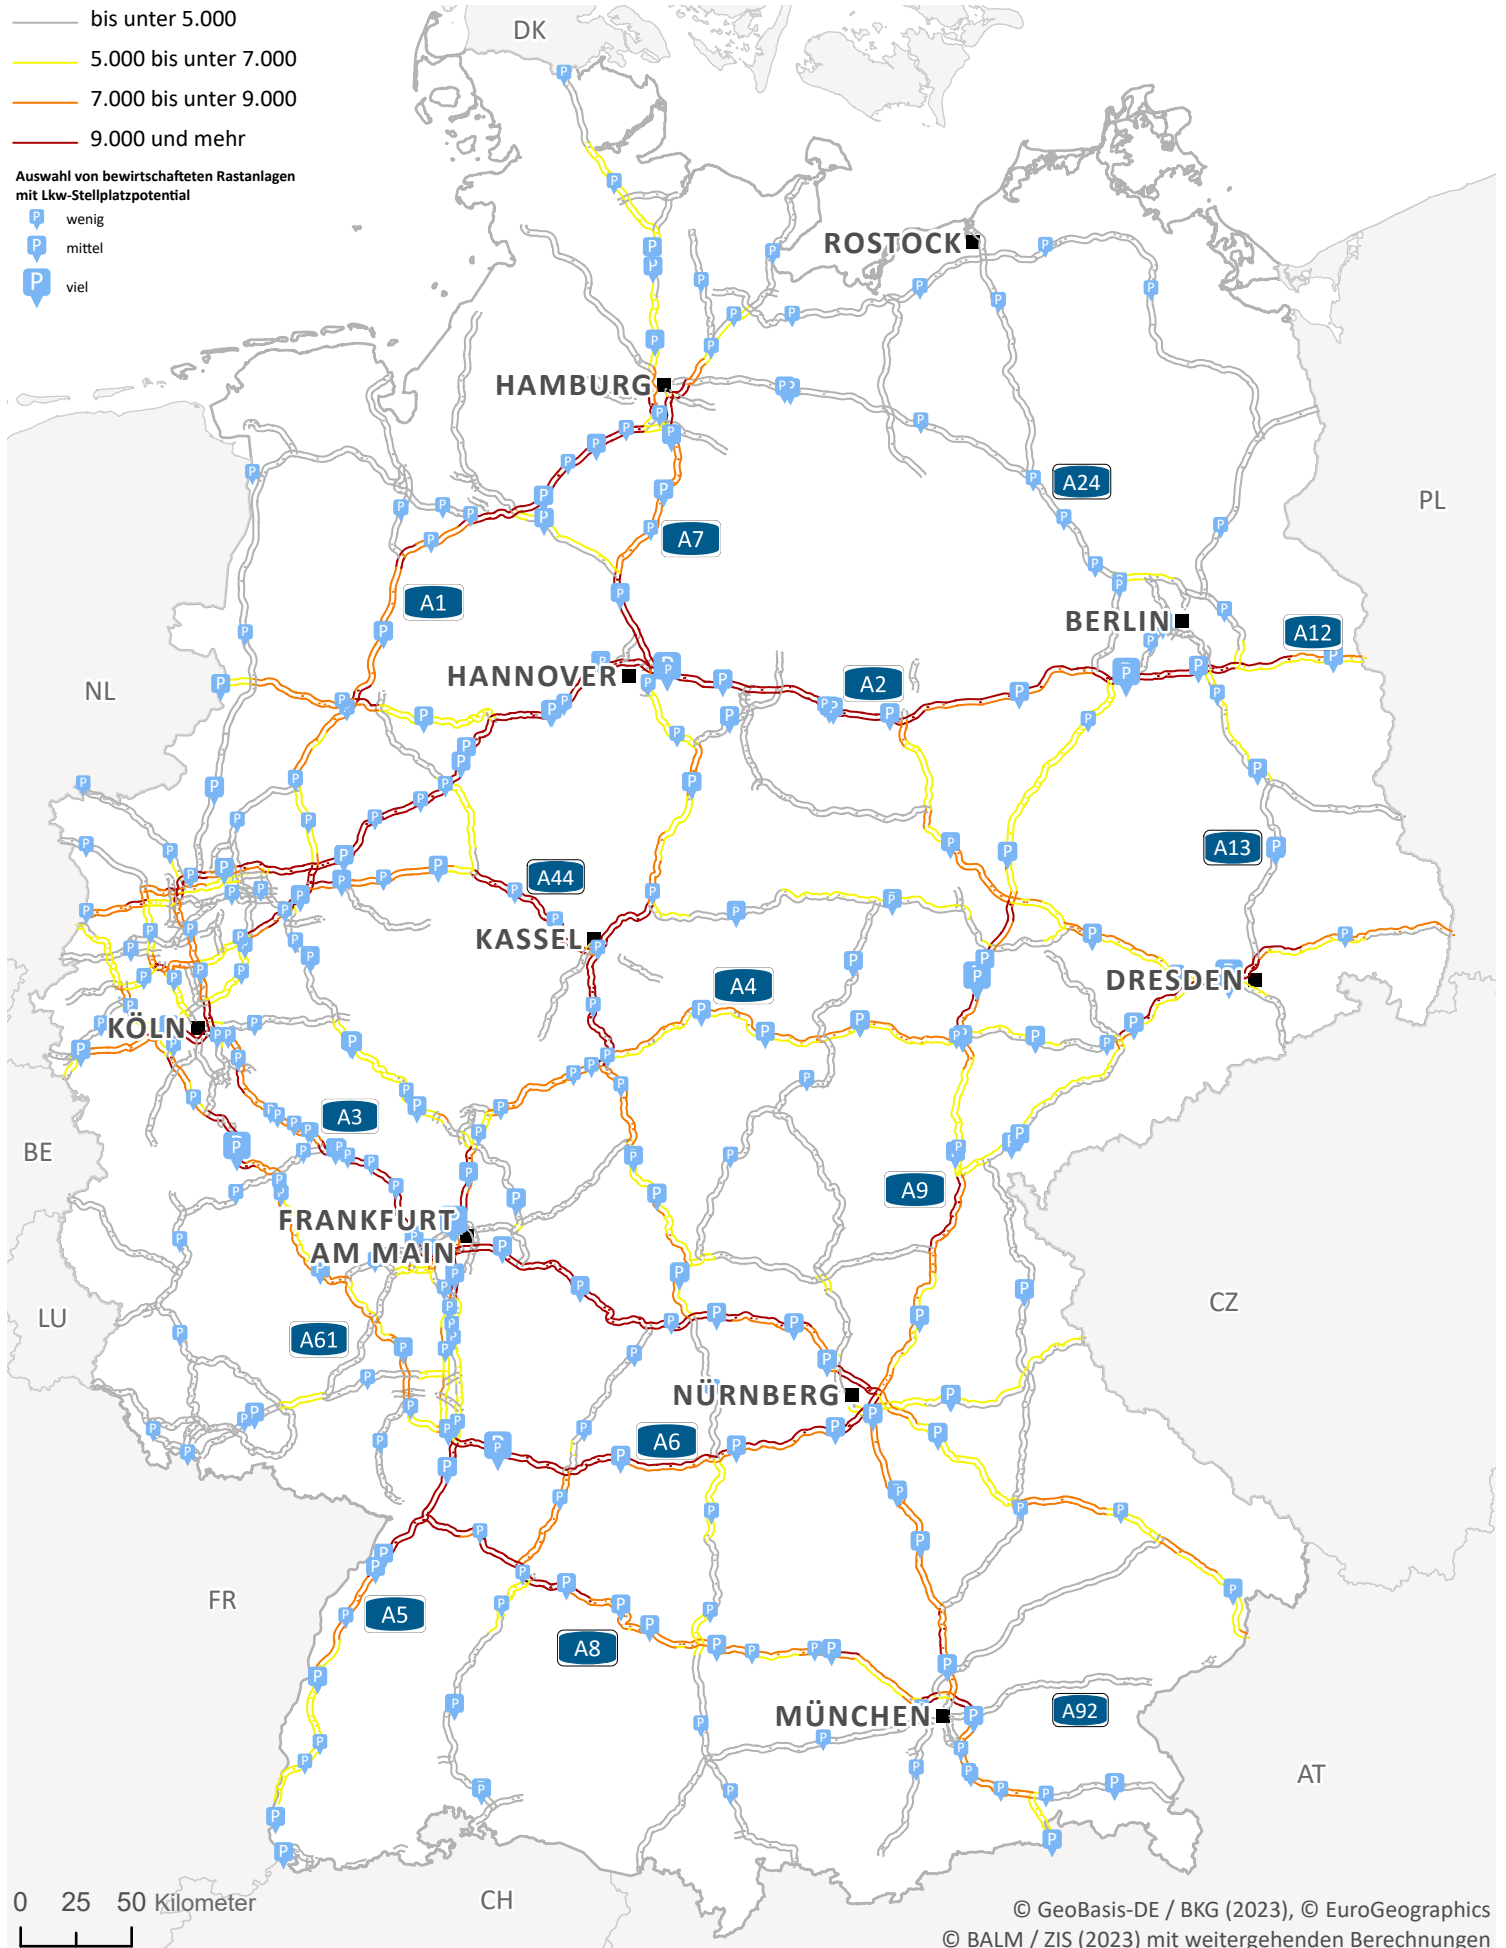 bis unter 5.000
5.000 bis unter 7.000
7.000 bis unter 9.000
9.000 und mehr
Auswahl von bewirtschafteten Rastanlagen
mit Lkw-Stellplatzpotential
P wenig
P mittel
P viel
DK
ROSTOCK
HAMBURG
A24
PL
A7
A1
BERLIN
A12
HANNOVER
A2
NL
A13
A44
KASSEL
DRESDEN
A4
KÖLN
A3
BE
A9
FRANKFURT
AM MAIN
CZ
LU
A61
NÜRNBERG
A6
FR
A5
A8
MÜNCHEN
A92
AT
0 25 50 Kilometer
CH
© GeoBasis-DE / BKG (2023), © EuroGeographics
© BALM / ZIS (2023) mit weitergehenden Berechnungen